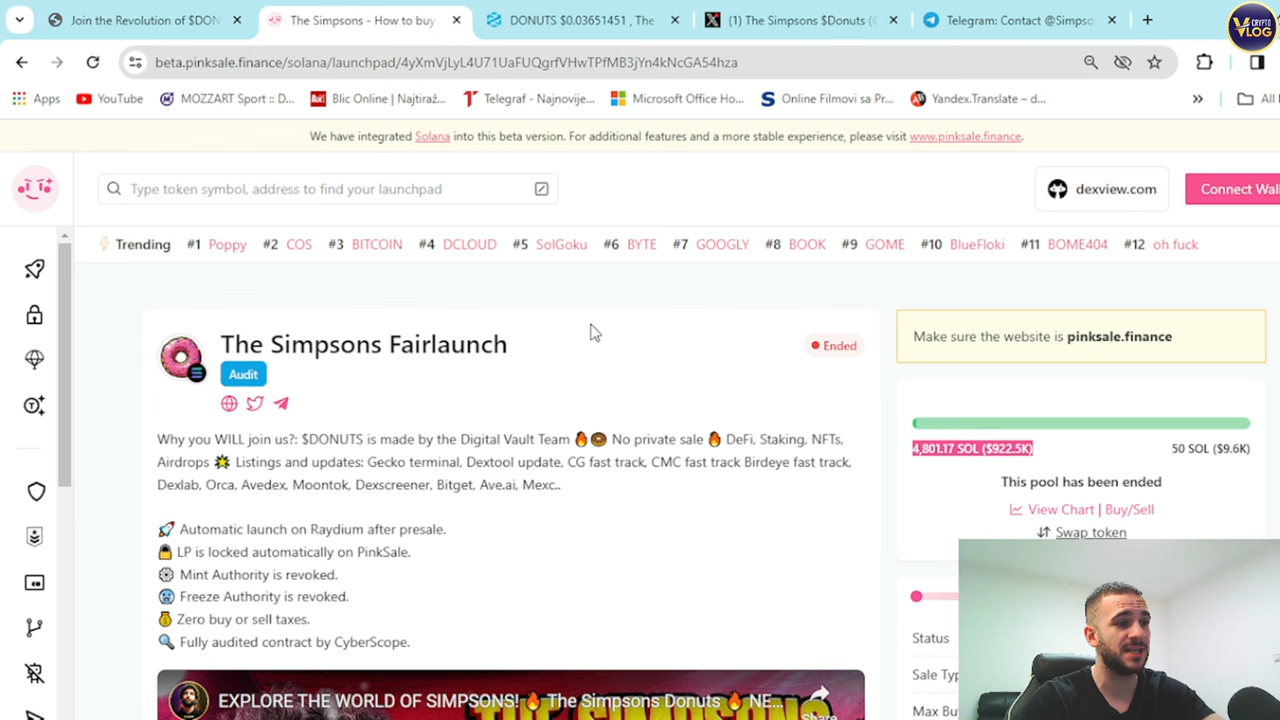 Join the Revolution of $DON
The Simpsons - How to buy
DONUTS $0.03651451 , The
(1) The Simpsons $Donuts (
Telegram: Contact @Simpso
CRYPTO
VLOG
beta.pinksale.finance/solana/launchpad/4yXmVjLyL4U71UaFUQgrfVHwTPfMB3jYn4kNcGA54hza
Apps
YouTube
MOZZART Sport :: D...
Blic Online | Najtiraž...
Telegraf - Najnovije...
Microsoft Office Ho...
Online Filmovi sa Pr...
Yandex.Translate – d...
All
We have integrated Solana into this beta version. For additional features and a more stable experience, please visit www.pinksale.finance.
Type token symbol, address to find your launchpad
dexview.com
Connect Wal
Trending #1 Poppy #2 COS #3 BITCOIN #4 DCLOUD #5 SolGoku #6 BYTE #7 GOOGLY #8 BOOK #9 GOME #10 BlueFloki #11 BOME404 #12 oh fuck
The Simpsons Fairlaunch
Ended
Audit
Why you WILL join us?: $DONUTS is made by the Digital Vault Team 🔥🍩 No private sale 🔥 DeFi, Staking, NFTs,
Airdrops 🌟 Listings and updates: Gecko terminal, Dextool update, CG fast track, CMC fast track Birdeye fast track,
Dexlab, Orca, Avedex, Moontok, Dexscreener, Bitget, Ave.ai, Mexc..
🚀 Automatic launch on Raydium after presale.
🔒 LP is locked automatically on PinkSale.
Mint Authority is revoked.
🥶 Freeze Authority is revoked.
💰 Zero buy or sell taxes.
🔍 Fully audited contract by CyberScope.
EXPLORE THE WORLD OF SIMPSONS!🔥 The Simpsons Donuts🔥 NE...
Share
Make sure the website is pinksale.finance
4,801.17 SOL ($922.5K)
50 SOL ($9.6K)
This pool has been ended
View Chart | Buy/Sell
Swap token
Status
Sale Typ
Max Bu